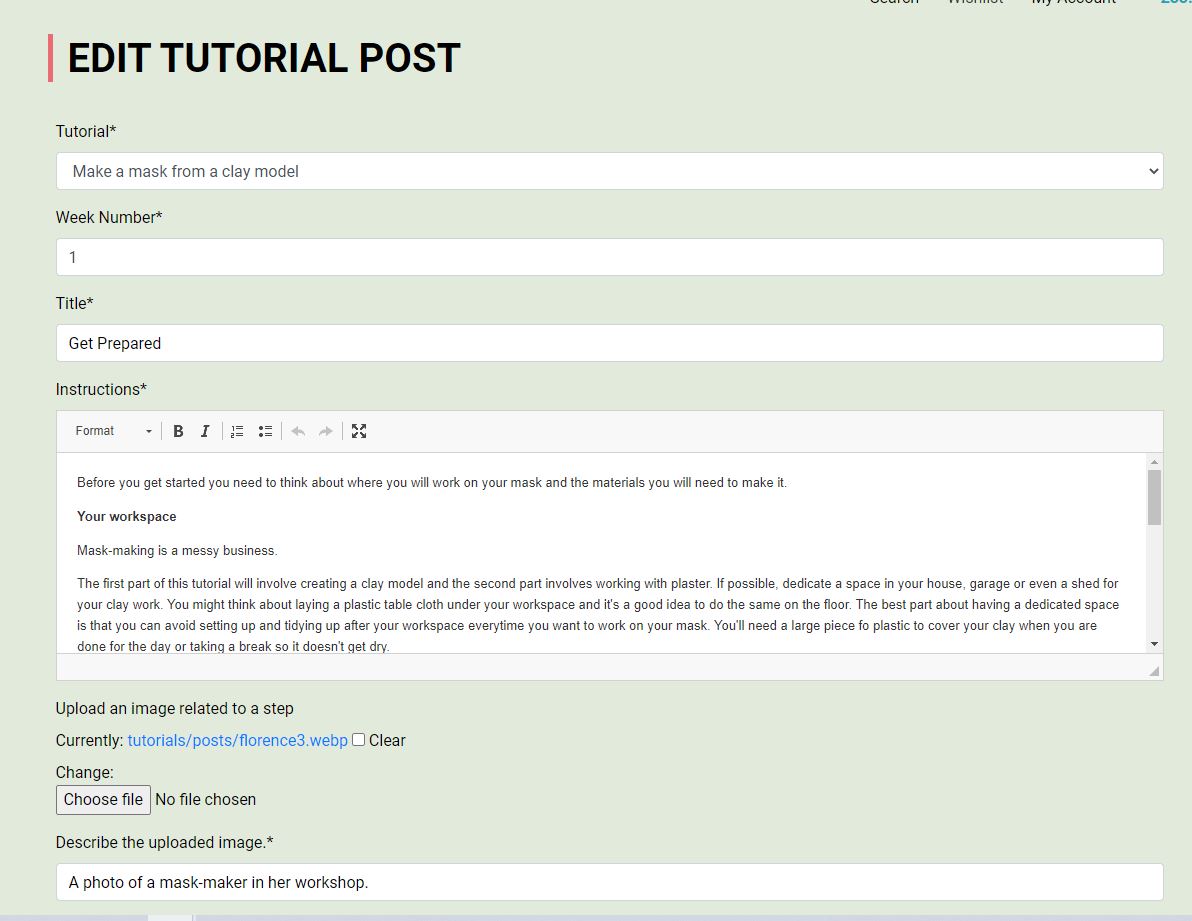 Search Wishlist My Account
EDIT TUTORIAL POST
Tutorial*
Make a mask from a clay model
Week Number*
1
Title*
Get Prepared
Instructions*
Format B I
Before you get started you need to think about where you will work on your mask and the materials you will need to make it.
Your workspace
Mask-making is a messy business.
The first part of this tutorial will involve creating a clay model and the second part involves working with plaster. If possible, dedicate a space in your house, garage or even a shed for
your clay work. You might think about laying a plastic table cloth under your workspace and it's a good idea to do the same on the floor. The best part about having a dedicated space
is that you can avoid setting up and tidying up after your workspace everytime you want to work on your mask. You'll need a large piece fo plastic to cover your clay when you are
done for the day or taking a break so it doesn't get dry.
Upload an image related to a step
Currently: tutorials/posts/florence3.webp Clear
Change:
Choose file No file chosen
Describe the uploaded image.*
A photo of a mask-maker in her workshop.